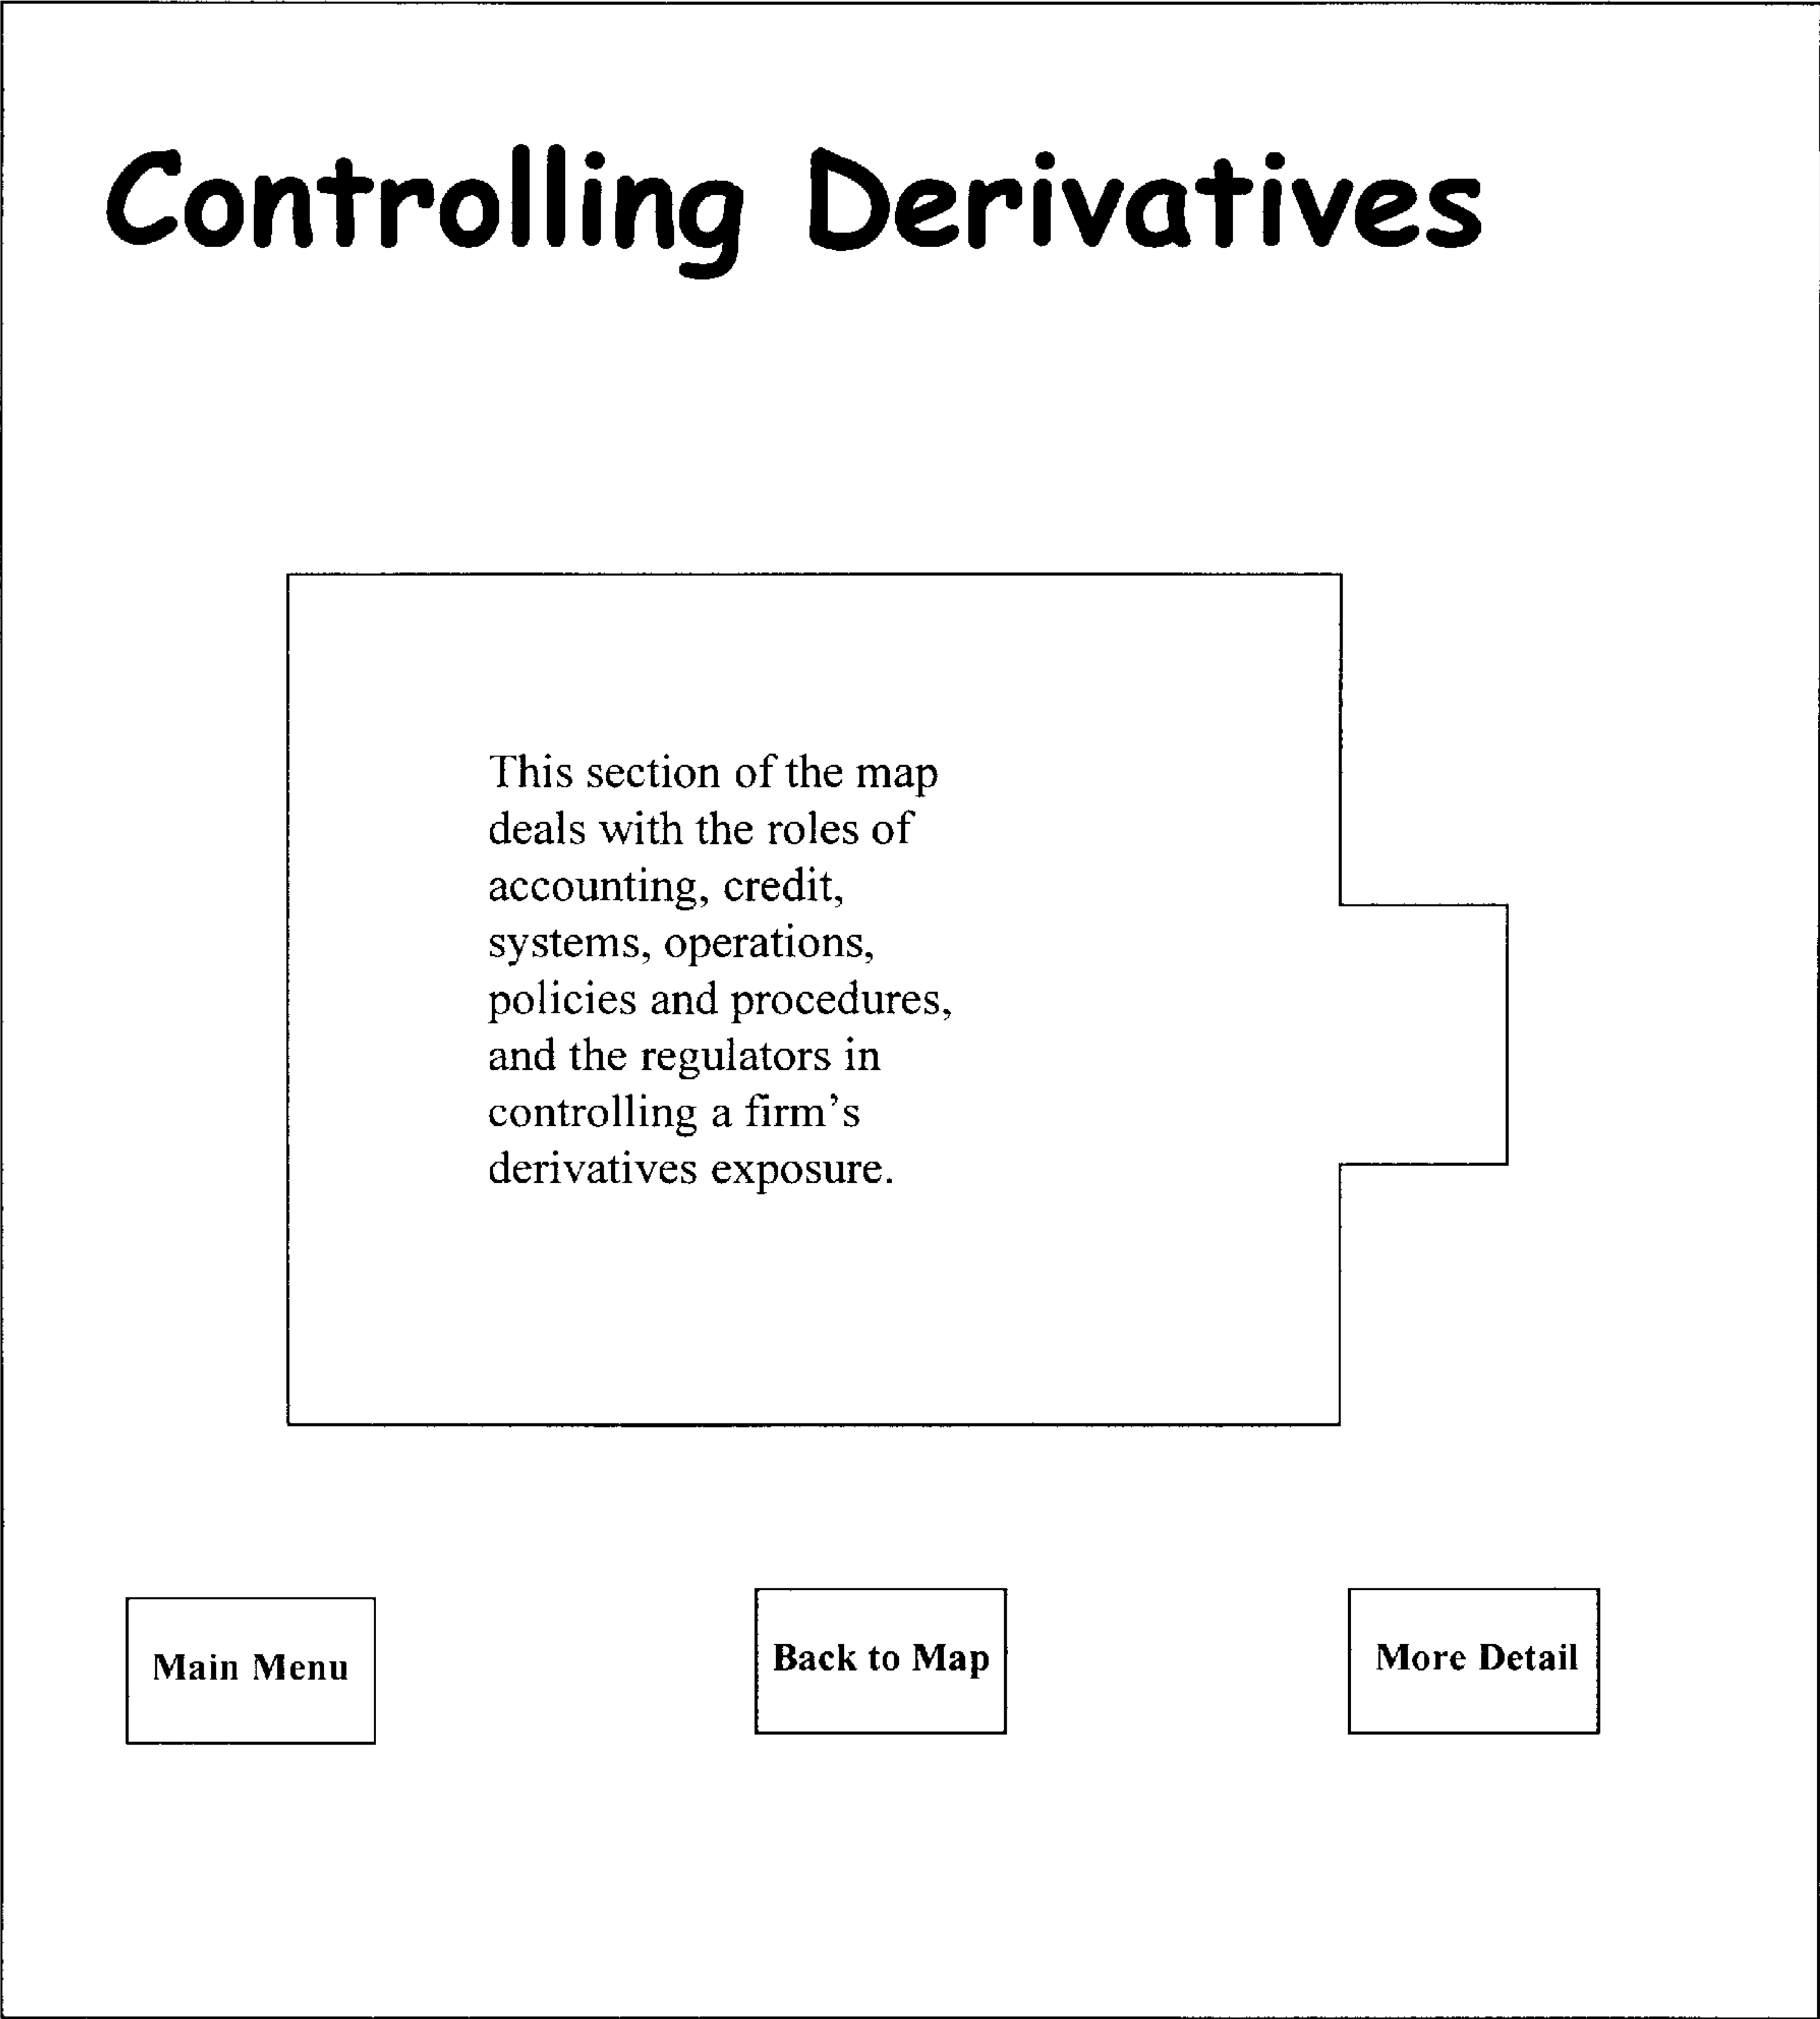 Controlling Derivatives
This section of the map
deals with the roles of
accounting, credit,
systems, operations,
policies and procedures,
and the regulators in
controlling a firm's
derivatives exposure.
Main Menu
Back to Map
More Detail